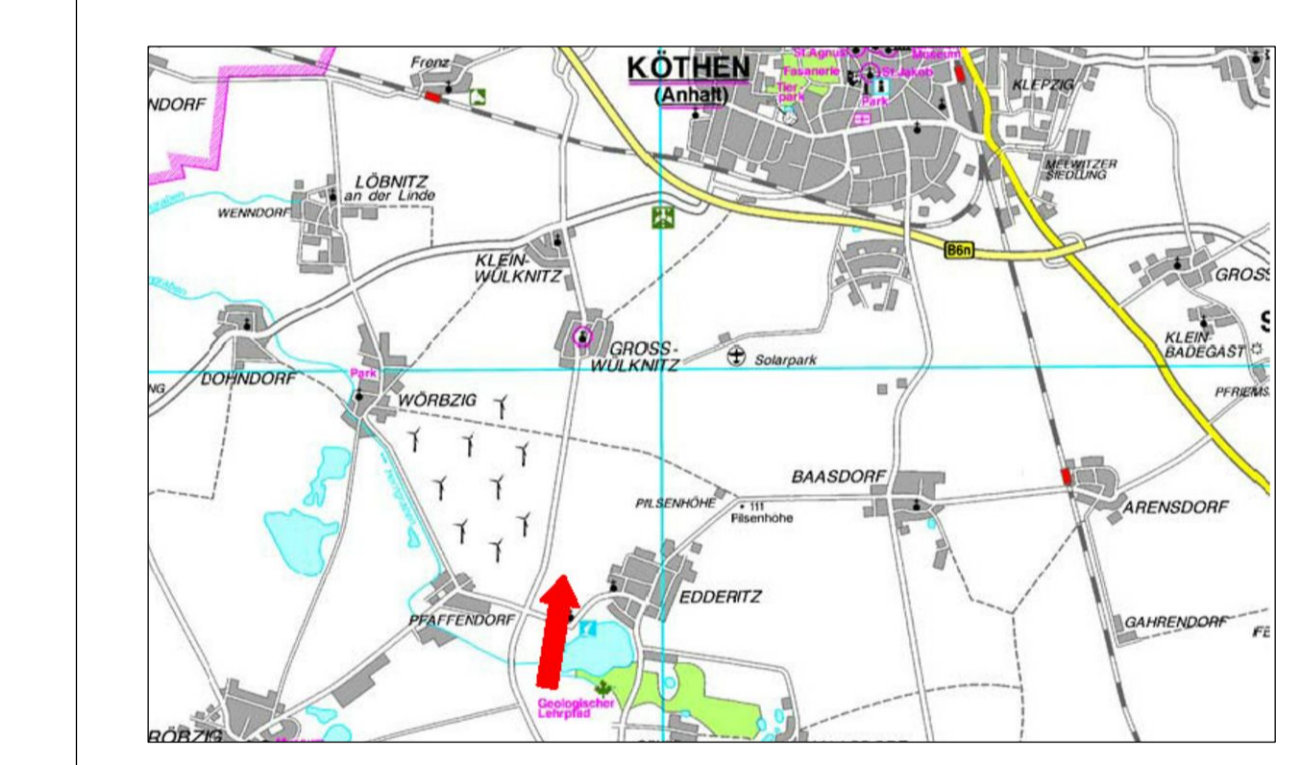 Frenz
KÖTHEN
(Anhalt)
St.Agnus
Museum
Fasanerie
St.Jakob
Tier-
park
Park
KLEPZIG
NDORF
MELWITZER
SIEDLUNG
LÖBNITZ
an der Linde
WENNDORF
B6n
KLEIN-
WÜLKNITZ
GROSS
GROSS-
WÜLKNITZ
Solarpark
KLEIN-
BADEGAST
DOHNDORF
Park
NG
WÖRBZIG
PFRIEMS
BAASDORF
PILSENHÖHE
111
Pilsenhöhe
ARENSDORF
EDDERITZ
PFAFFENDORF
GAHRENDORF
Geologischer
Lehrpfad
RÖBZIG